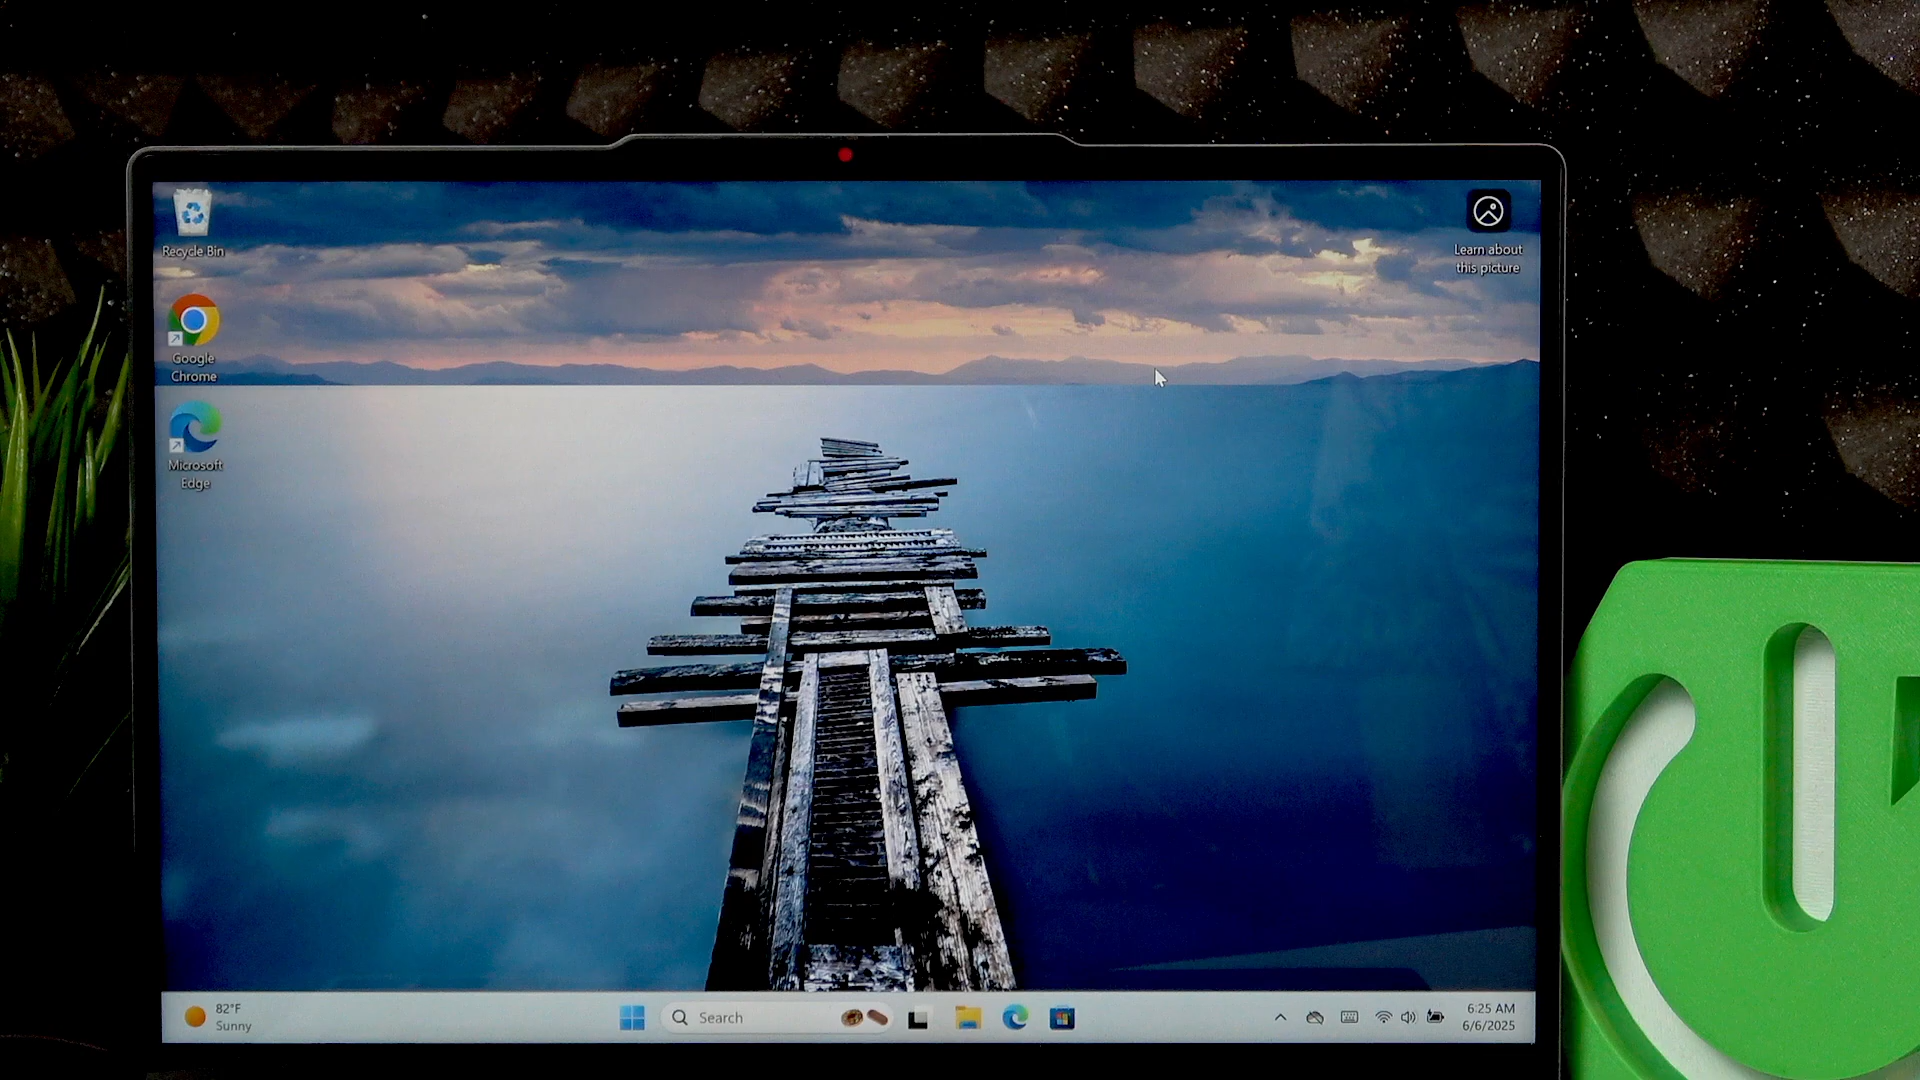 Recycle Bin
Learn about
this picture
Google
Chrome
Microsoft
Edge
82°F
Sunny
Search
6:25 AM
6/6/2025